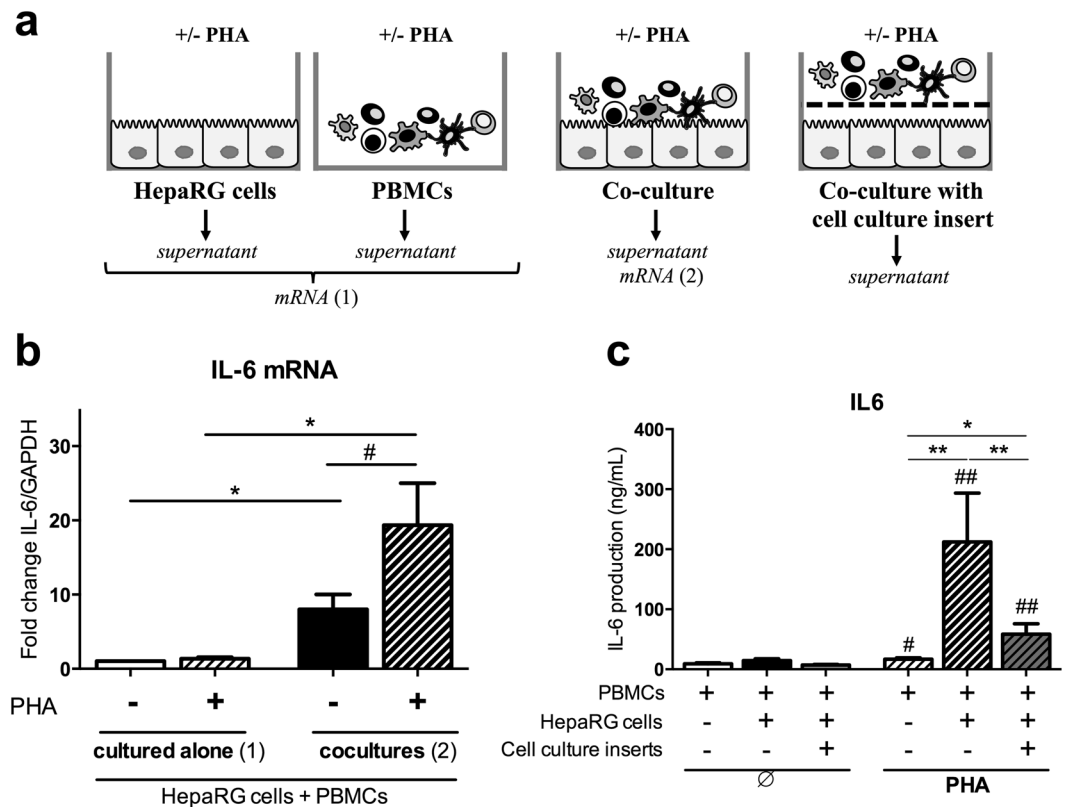 a
+/- PHA +/- PHA +/- PHA +/- PHA
HepaRG cells PBMCs Co-culture Co-culture with
cell culture insert
supernatant supernatant supernatant
mRNA (2)
supernatant
mRNA (1)
b
IL-6 mRNA
Fold change IL-6/GAPDH
30
20
10
0
*
#
*
PHA - + - +
cultured alone (1) cocultures (2)
HepaRG cells + PBMCs
c
IL6
IL-6 production (ng/mL)
400
300
200
100
0
*
** **
##
##
#
PBMCs + + + + + +
HepaRG cells - + + - + +
Cell culture inserts - - + - - +
∅ PHA